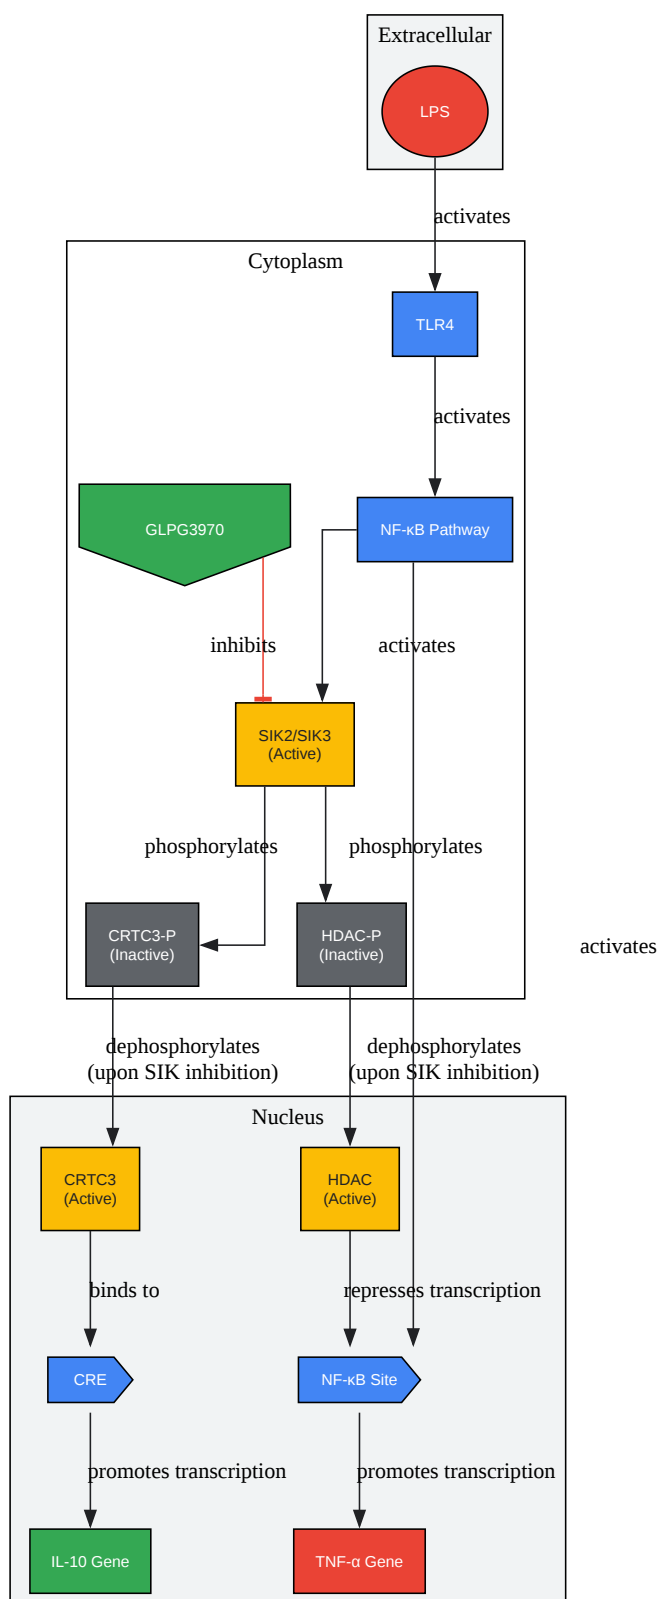 Extracellular
LPS
activates
Cytoplasm
TLR4
activates
GLPG3970
NF-κB Pathway
inhibits
activates
SIK2/SIK3
(Active)
phosphorylates
phosphorylates
CRTC3-P
(Inactive)
HDAC-P
(Inactive)
activates
dephosphorylates
(upon SIK inhibition)
dephosphorylates
(upon SIK inhibition)
Nucleus
CRTC3
(Active)
HDAC
(Active)
binds to
represses transcription
CRE
NF-κB Site
promotes transcription
promotes transcription
IL-10 Gene
TNF-α Gene